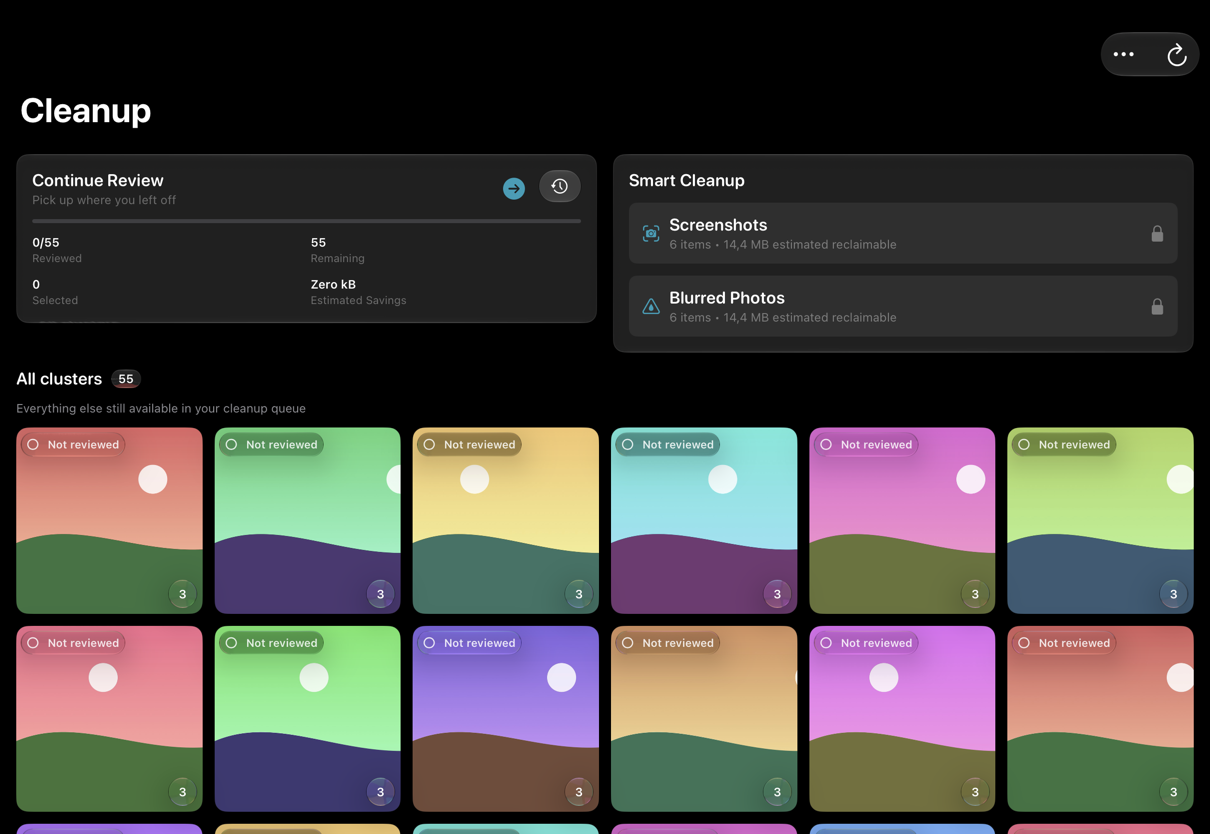 Cleanup
Continue Review
Pick up where you left off
0/55
Reviewed
55
Remaining
0
Selected
Zero kB
Estimated Savings
Smart Cleanup
Screenshots
6 items • 14,4 MB estimated reclaimable
Blurred Photos
6 items • 14,4 MB estimated reclaimable
All clusters 55
Everything else still available in your cleanup queue
Not reviewed
Not reviewed
Not reviewed
Not reviewed
Not reviewed
Not reviewed
3
3
3
3
3
3
Not reviewed
Not reviewed
Not reviewed
Not reviewed
Not reviewed
Not reviewed
3
3
3
3
3
3